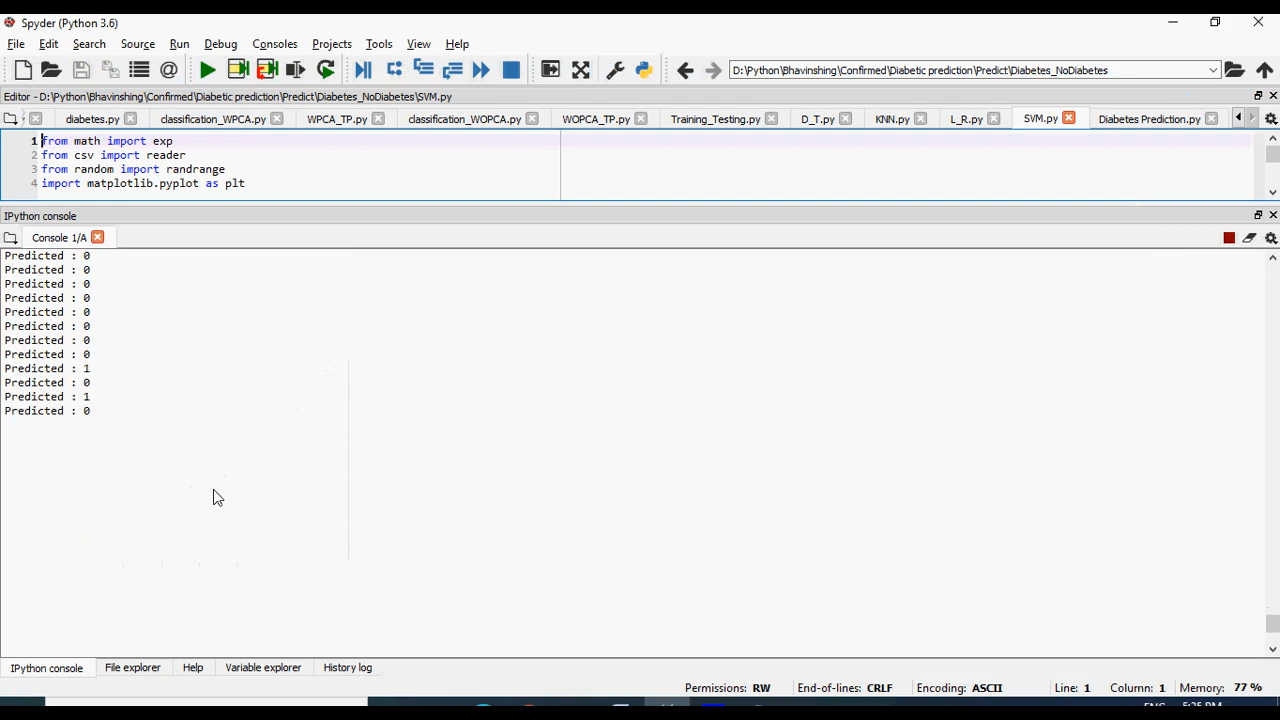 Spyder (Python 3.6)
File Edit Search Source Run Debug Consoles Projects Tools View Help
D:\Python\Bhavinshing\Confirmed\Diabetic prediction\Predict\Diabetes_NoDiabetes
Editor - D:\Python\Bhavinshing\Confirmed\Diabetic prediction\Predict\Diabetes_NoDiabetes\SVM.py
diabetes.py classification_WPCA.py WPCA_TP.py classification_WOPCA.py WOPCA_TP.py Training_Testing.py D_T.py KNN.py L_R.py SVM.py Diabetes Prediction.py
1 from math import exp
2 from csv import reader
3 from random import randrange
4 import matplotlib.pyplot as plt
IPython console
Console 1/A
Predicted : 0
Predicted : 0
Predicted : 0
Predicted : 0
Predicted : 0
Predicted : 0
Predicted : 0
Predicted : 0
Predicted : 1
Predicted : 0
Predicted : 1
Predicted : 0
IPython console File explorer Help Variable explorer History log
Permissions: RW End-of-lines: CRLF Encoding: ASCII Line: 1 Column: 1 Memory: 77 %